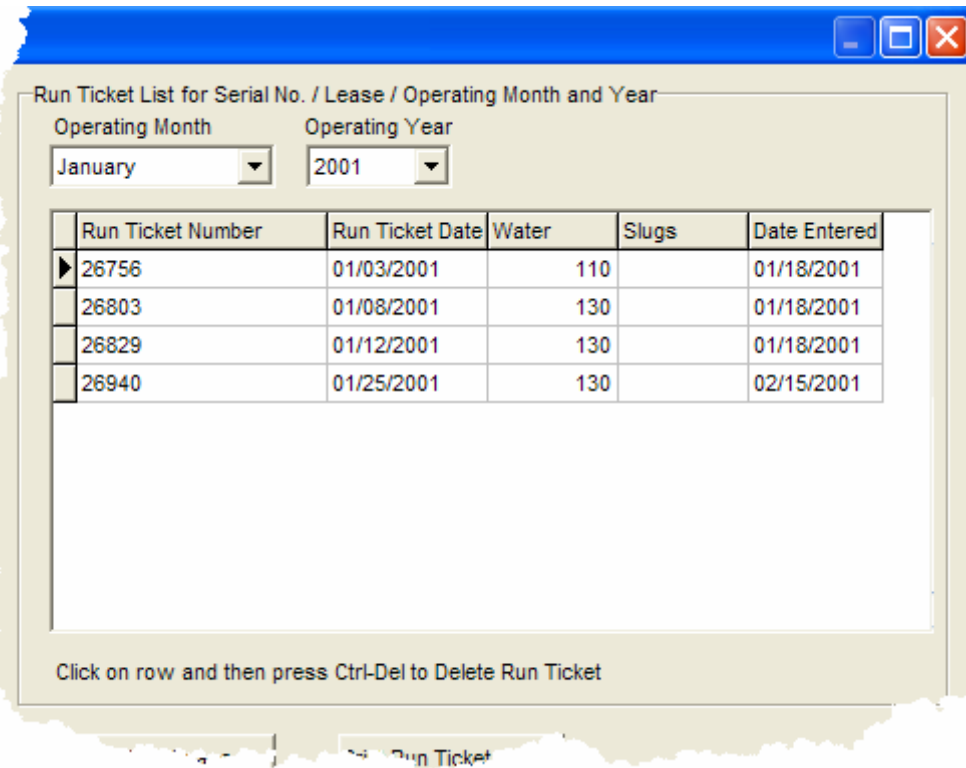 Run Ticket List for Serial No. / Lease / Operating Month and Year
Operating Month Operating Year
January 2001
Run Ticket Number Run Ticket Date Water Slugs Date Entered
26756 01/03/2001 110 01/18/2001
26803 01/08/2001 130 01/18/2001
26829 01/12/2001 130 01/18/2001
26940 01/25/2001 130 02/15/2001
Click on row and then press Ctrl-Del to Delete Run Ticket
Run Ticket